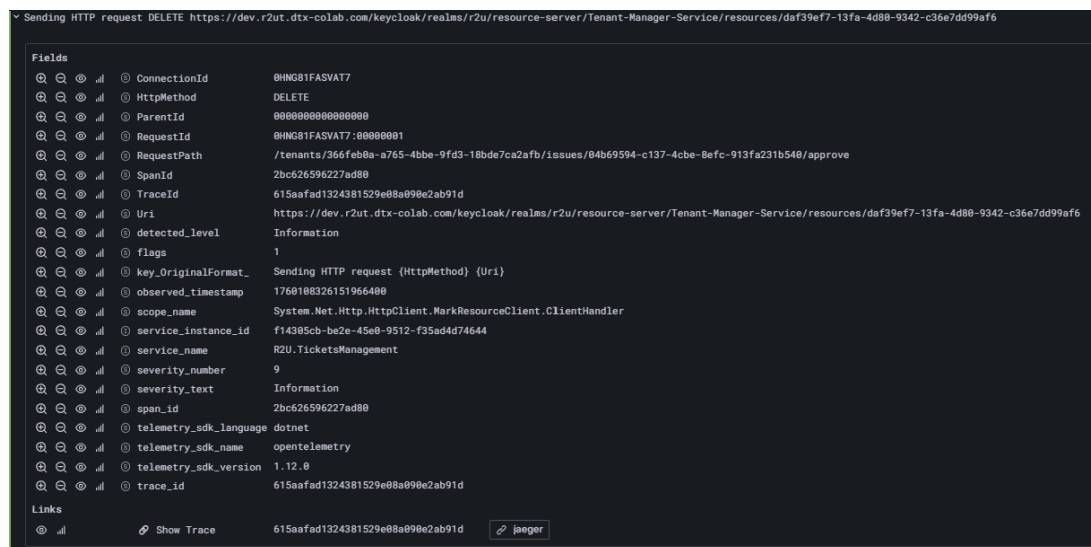 Sending HTTP request DELETE https://dev.r2ut.dtx-colab.com/keycloak/realms/r2u/resource-server/Tenant-Manager-Service/resources/daf39ef7-13fa-4d80-9342-c36e7dd99af6
Fields
ConnectionId 0HNG81FASVAT7
HttpMethod DELETE
ParentId 0000000000000000
RequestId 0HNG81FASVAT7:00000001
RequestPath /tenants/366feb0a-a765-4bbe-9fd3-18bde7ca2afb/issues/04b69594-c137-4cbe-8efc-913fa231b540/approve
SpanId 2bc626596227ad80
TraceId 615aafad1324381529e08a090e2ab91d
Uri https://dev.r2ut.dtx-colab.com/keycloak/realms/r2u/resource-server/Tenant-Manager-Service/resources/daf39ef7-13fa-4d80-9342-c36e7dd99af6
detected_level Information
flags 1
key_OriginalFormat_ Sending HTTP request {HttpMethod} {Uri}
observed_timestamp 1760108326151966400
scope_name System.Net.Http.HttpClient.MarkResourceClient.ClientHandler
service_instance_id f14305cb-be2e-45e0-9512-f35ad4d74644
service_name R2U.TicketsManagement
severity_number 9
severity_text Information
span_id 2bc626596227ad80
telemetry_sdk_language dotnet
telemetry_sdk_name opentelemetry
telemetry_sdk_version 1.12.0
trace_id 615aafad1324381529e08a090e2ab91d
Links
Show Trace 615aafad1324381529e08a090e2ab91d jaeger